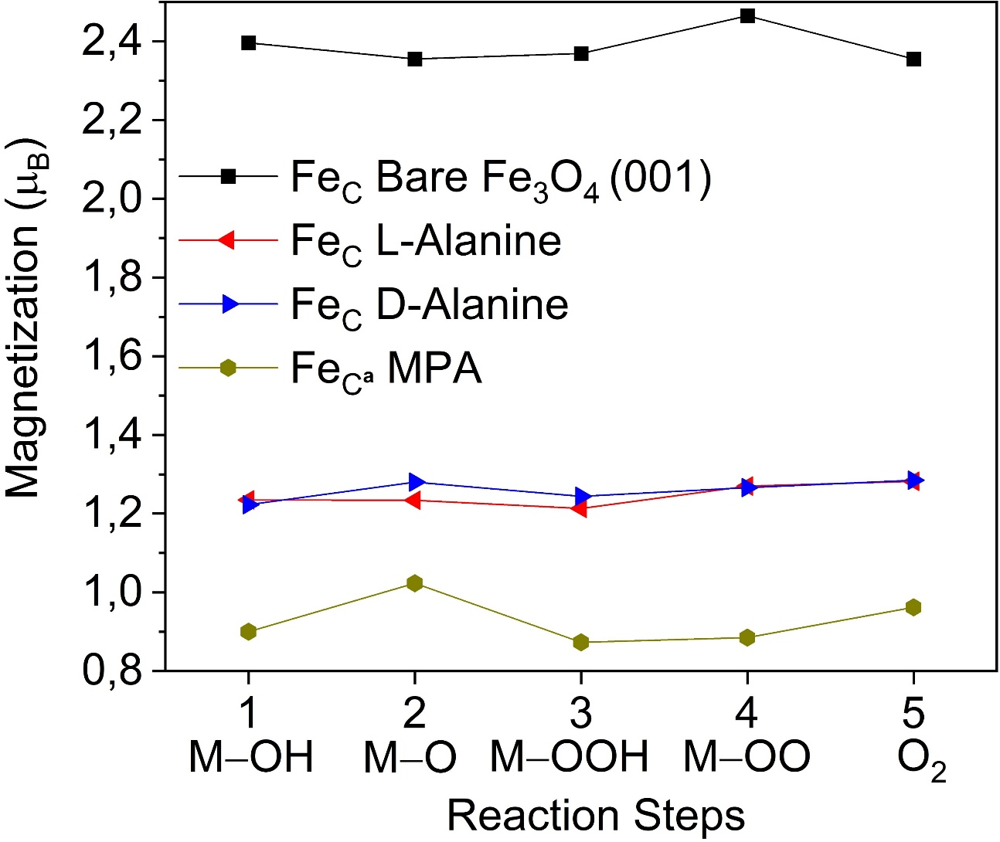 Magnetization (μB)
2,4
2,2
2,0
1,8
1,6
1,4
1,2
1,0
0,8
FeC Bare Fe3O4 (001)
FeC L-Alanine
FeC D-Alanine
FeCa MPA
1 2 3 4 5
M–OH M–O M–OOH M–OO O2
Reaction Steps